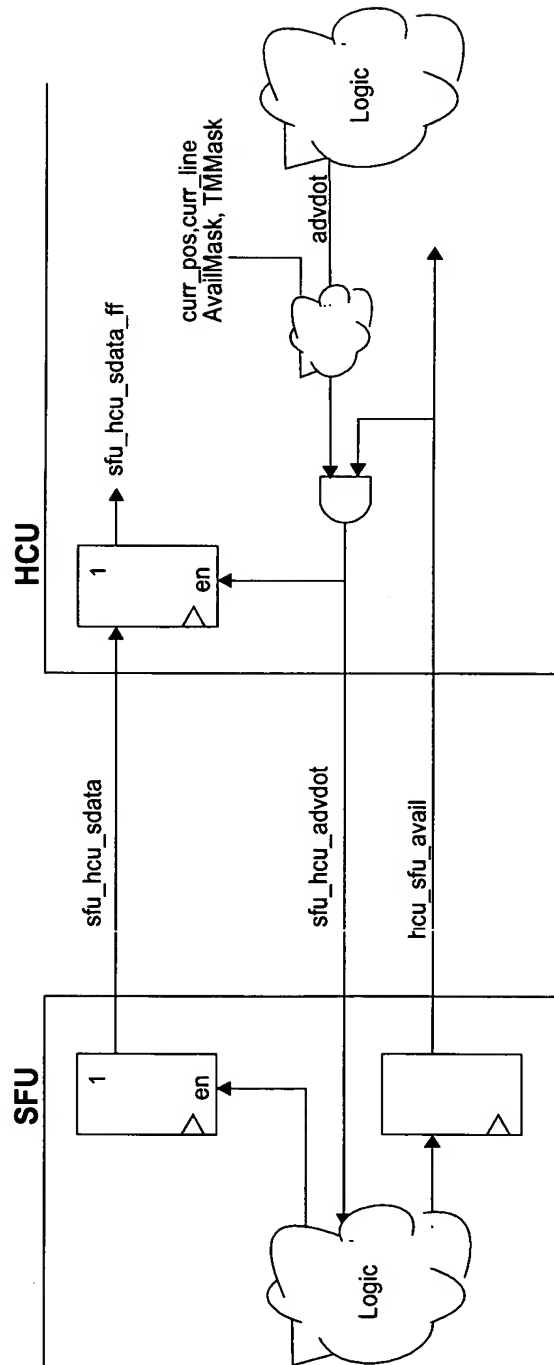 SFU
HCU
1
en
sfu_hcu_sdata
1
en
sfu_hcu_sdata_ff
curr_pos,curr_line
AvailMask, TMMask
Logic
sfu_hcu_advdot
advdot
Logic
hcu_sfu_avail